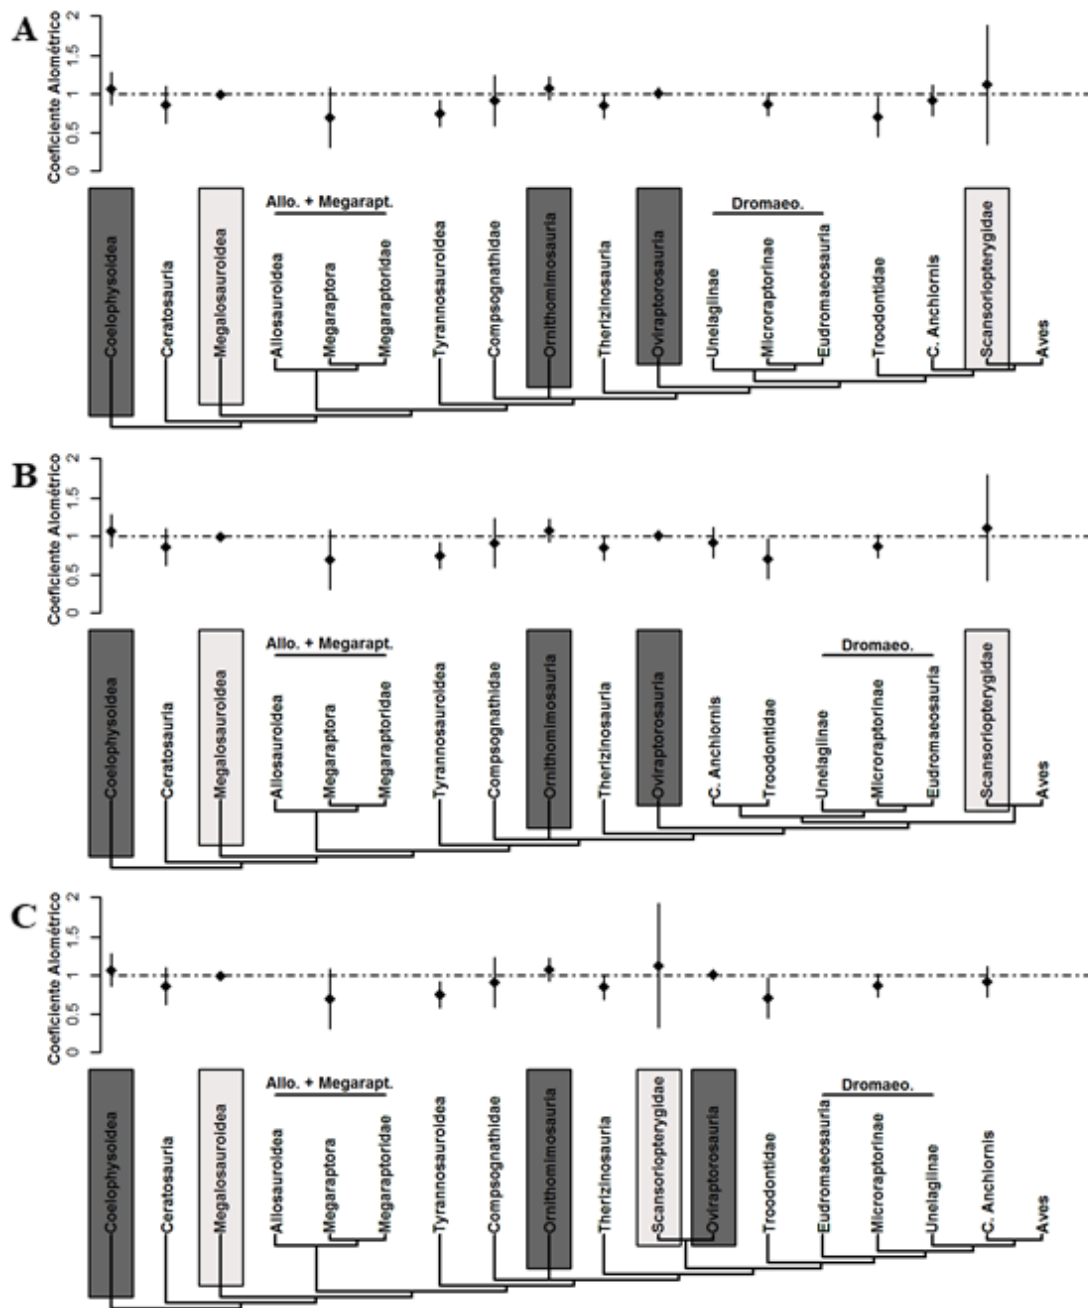 A
Coeficiente Alométrico
0 0.5 1 1.5 2
Allo. + Megarapt.
Dromaeo.
Coelophysoidea
Ceratosauria
Megalosauroidea
Allosauroidea
Megaraptora
Megaraptoridae
Tyrannosauroidea
Compsognathidae
Ornithomimosauria
Therizinosauria
Oviraptorosauria
Unelagiinae
Microraptorinae
Eudromaeosauria
Troodontidae
C. Anchiornis
Scansoriopterygidae
Aves
B
Coeficiente Alométrico
0 0.5 1 1.5 2
Allo. + Megarapt.
Dromaeo.
Coelophysoidea
Ceratosauria
Megalosauroidea
Allosauroidea
Megaraptora
Megaraptoridae
Tyrannosauroidea
Compsognathidae
Ornithomimosauria
Therizinosauria
Oviraptorosauria
C. Anchiornis
Troodontidae
Unelagiinae
Microraptorinae
Eudromaeosauria
Scansoriopterygidae
Aves
C
Coeficiente Alométrico
0 0.5 1 1.5 2
Allo. + Megarapt.
Dromaeo.
Coelophysoidea
Ceratosauria
Megalosauroidea
Allosauroidea
Megaraptora
Megaraptoridae
Tyrannosauroidea
Compsognathidae
Ornithomimosauria
Therizinosauria
Scansoriopterygidae
Oviraptorosauria
Troodontidae
Eudromaeosauria
Microraptorinae
Unelagiinae
C. Anchiornis
Aves